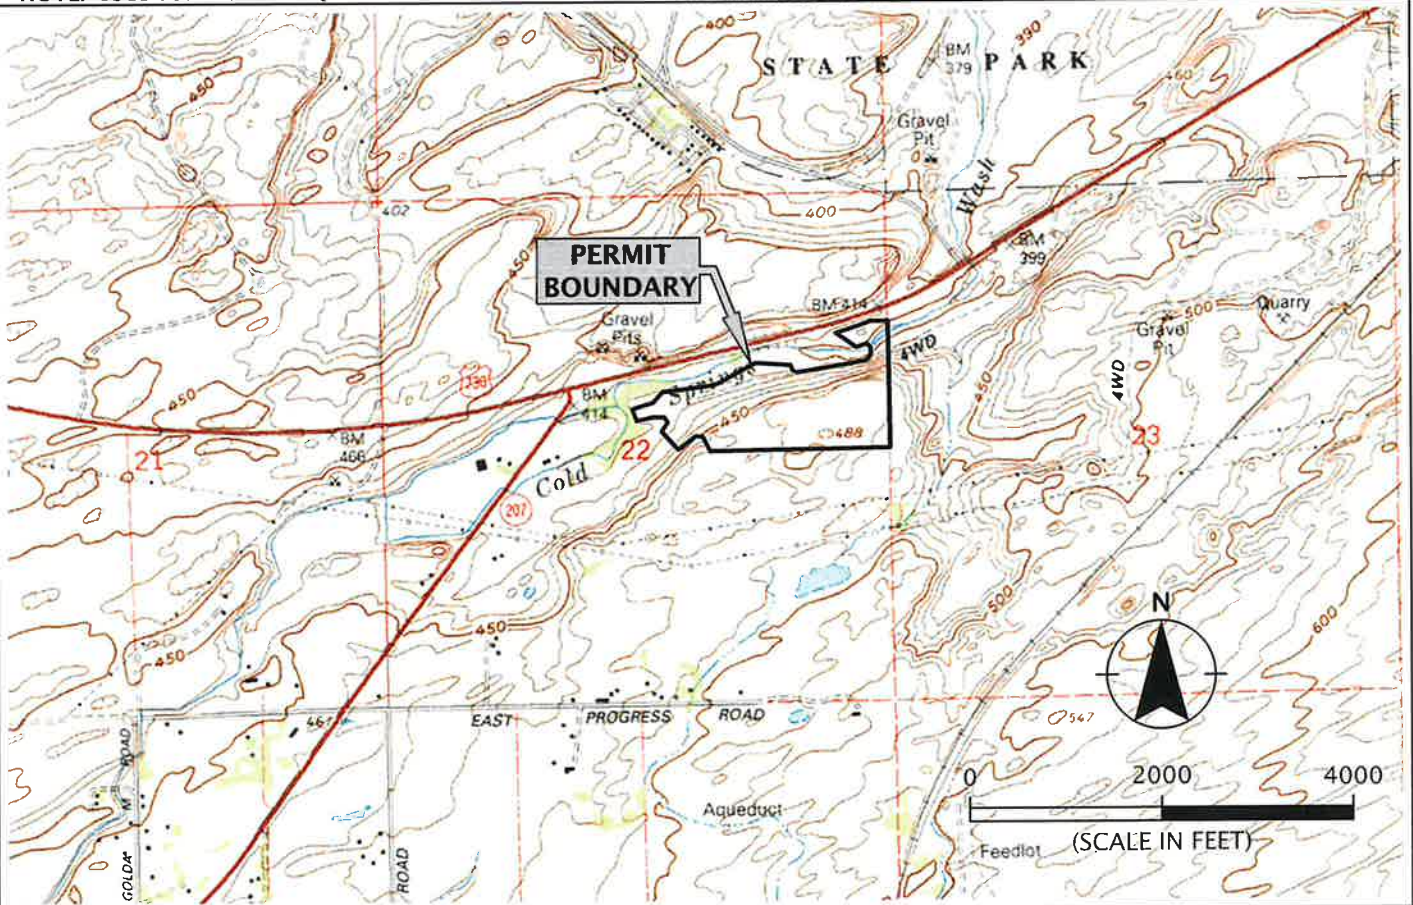 400
390
BM
379
STATE PARK
460
450
Gravel
Pit
Wash
402
400
BM
399
PERMIT
BOUNDARY
450
BM 414
500
Quarry
Gravel
Pit
Gravel
Pits
4WD
4WD
450
Springs
450
BM
414
450
488
BM
466
21
22
23
Cold
207
500
600
N
450
450
461
EAST PROGRESS ROAD
547
ROAD
M
GOLDA
ROAD
0 2000 4000
Aqueduct
(SCALE IN FEET)
Feedlot